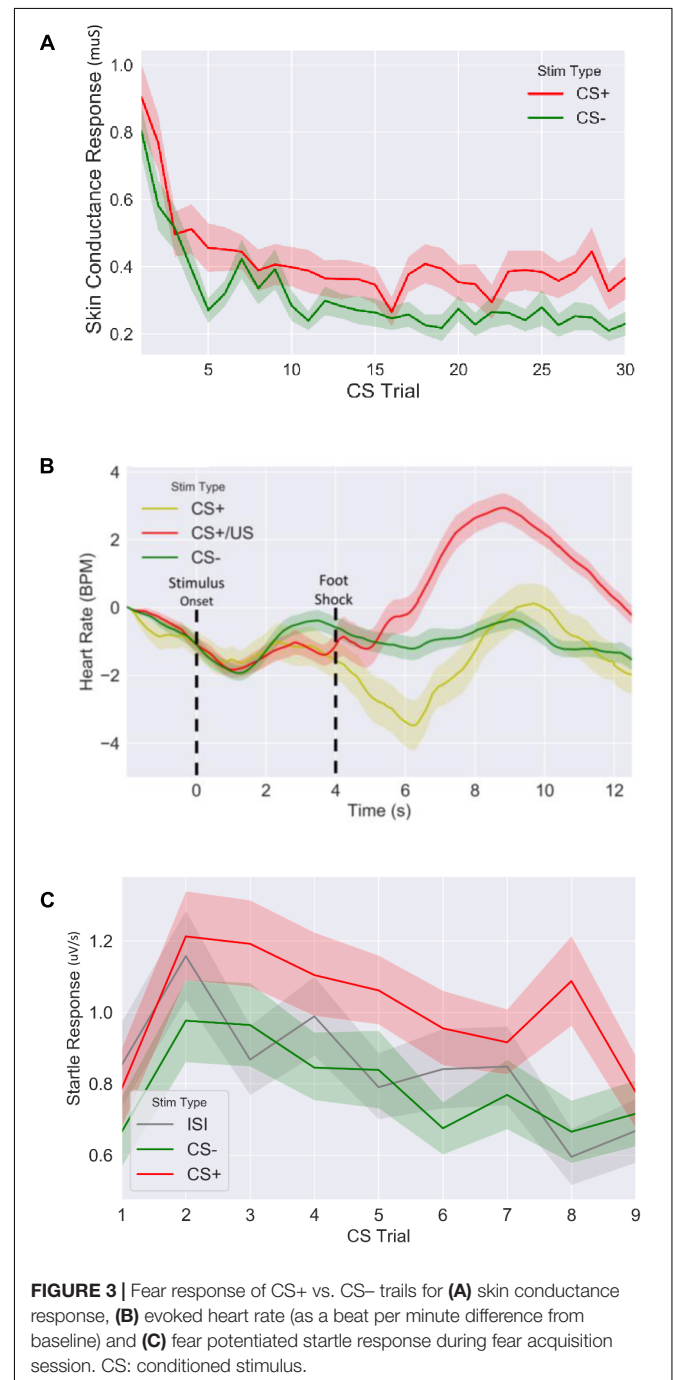 A
Skin Conductance Response (muS)
1.0
0.8
0.6
0.4
0.2
Stim Type
CS+
CS-
5 10 15 20 25 30
CS Trial
B
Heart Rate (BPM)
4
2
0
−2
−4
Stim Type
CS+
CS+/US
CS-
Stimulus
Onset
Foot
Shock
0 2 4 6 8 10 12
Time (s)
C
Startle Response (uV/s)
1.2
1.0
0.8
0.6
Stim Type
ISI
CS-
CS+
1 2 3 4 5 6 7 8 9
CS Trial
FIGURE 3 | Fear response of CS+ vs. CS– trails for (A) skin conductance
response, (B) evoked heart rate (as a beat per minute difference from
baseline) and (C) fear potentiated startle response during fear acquisition
session. CS: conditioned stimulus.